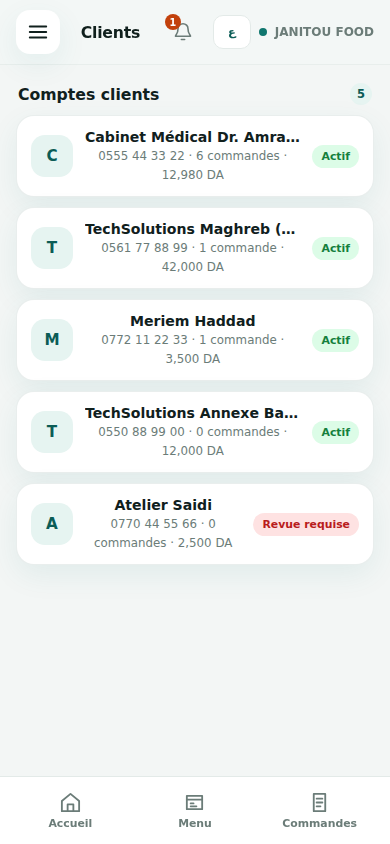 Clients
1
ع
JANITOU FOOD
Comptes clients
5
C
Cabinet Médical Dr. Amra...
0555 44 33 22 · 6 commandes ·
12,980 DA
Actif
T
TechSolutions Maghreb (...
0561 77 88 99 · 1 commande ·
42,000 DA
Actif
M
Meriem Haddad
0772 11 22 33 · 1 commande ·
3,500 DA
Actif
T
TechSolutions Annexe Ba...
0550 88 99 00 · 0 commandes ·
12,000 DA
Actif
A
Atelier Saidi
0770 44 55 66 · 0
commandes · 2,500 DA
Revue requise
Accueil
Menu
Commandes